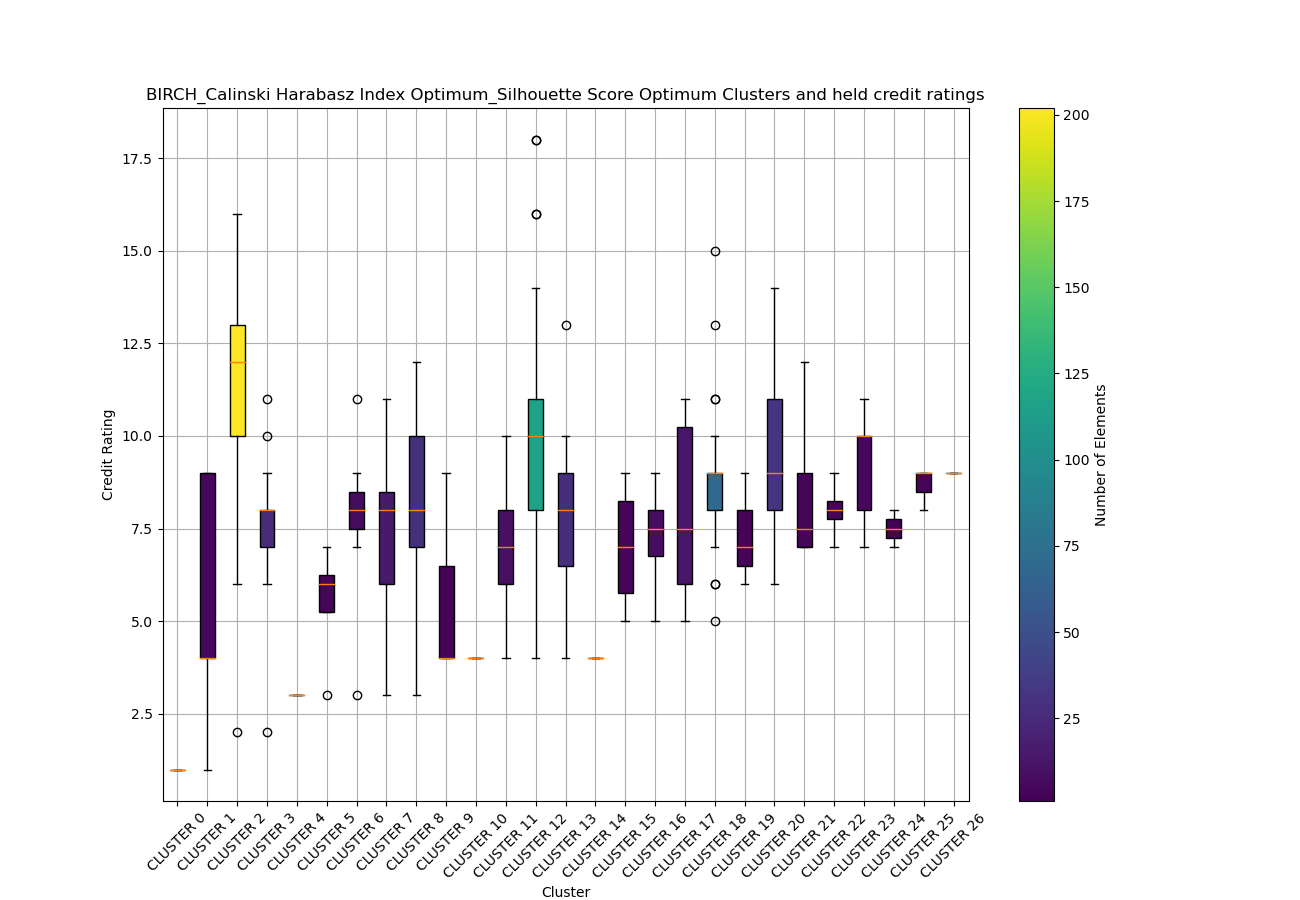 BIRCH_Calinski Harabasz Index Optimum_Silhouette Score Optimum Clusters and held credit ratings
Credit Rating
17.5
15.0
12.5
10.0
7.5
5.0
2.5
CLUSTER 0
CLUSTER 1
CLUSTER 2
CLUSTER 3
CLUSTER 4
CLUSTER 5
CLUSTER 6
CLUSTER 7
CLUSTER 8
CLUSTER 9
CLUSTER 10
CLUSTER 11
CLUSTER 12
CLUSTER 13
CLUSTER 14
CLUSTER 15
CLUSTER 16
CLUSTER 17
CLUSTER 18
CLUSTER 19
CLUSTER 20
CLUSTER 21
CLUSTER 22
CLUSTER 23
CLUSTER 24
CLUSTER 25
CLUSTER 26
Cluster
200
175
150
125
100
75
50
25
Number of Elements